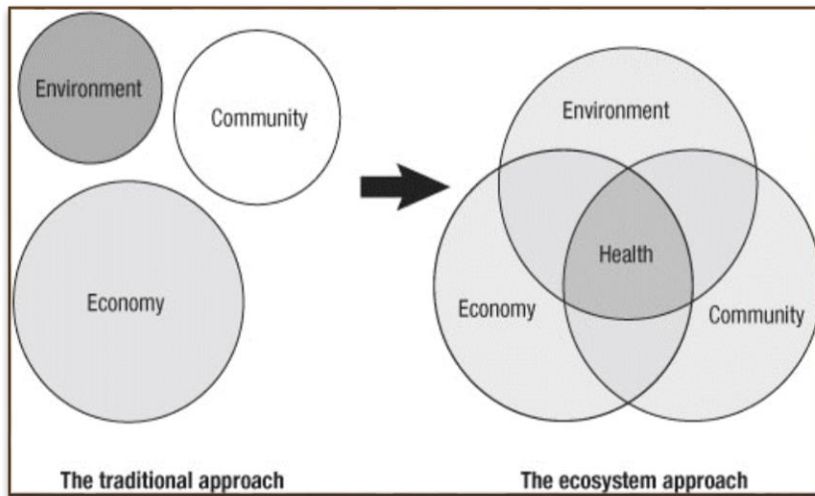 Environment
Community
Economy
The traditional approach
Environment
Health
Economy
Community
The ecosystem approach